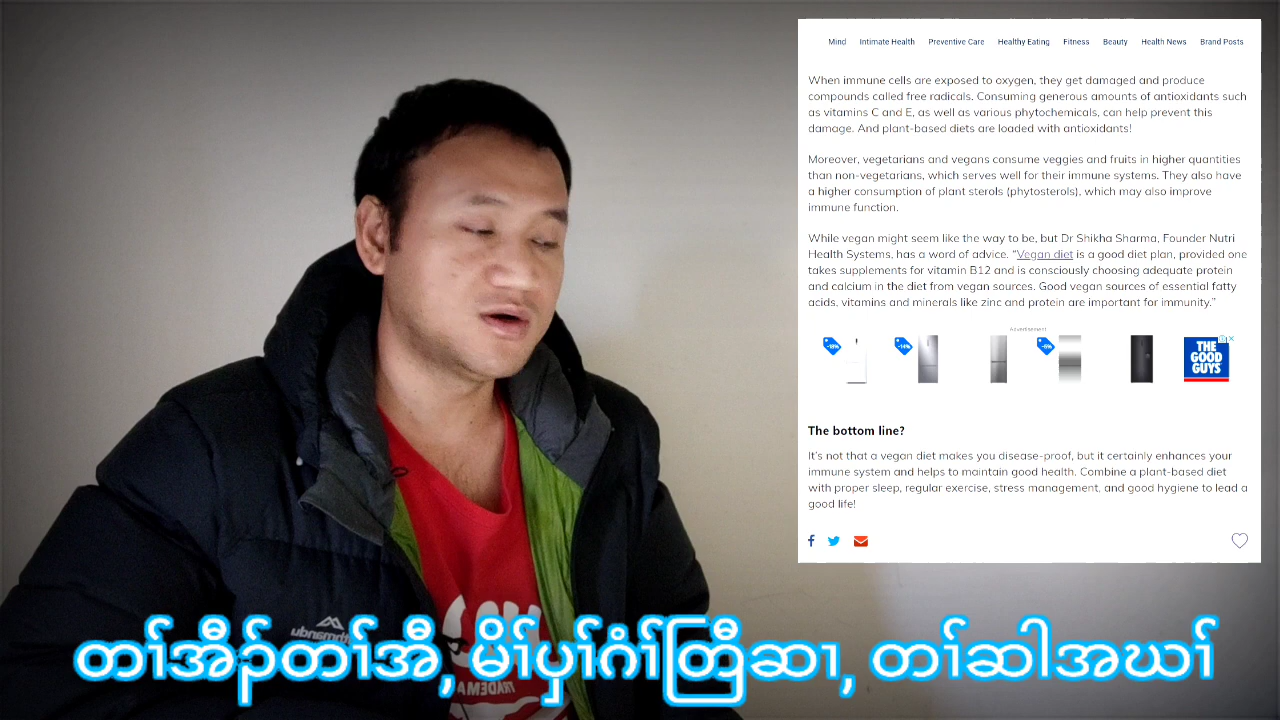 Mind Intimate Health Preventive Care Healthy Eating Fitness Beauty Health News Brand Posts
When immune cells are exposed to oxygen, they get damaged and produce
compounds called free radicals. Consuming generous amounts of antioxidants such
as vitamins C and E, as well as various phytochemicals, can help prevent this
damage. And plant-based diets are loaded with antioxidants!
Moreover, vegetarians and vegans consume veggies and fruits in higher quantities
than non-vegetarians, which serves well for their immune systems. They also have
a higher consumption of plant sterols (phytosterols), which may also improve
immune function.
While vegan might seem like the way to be, but Dr Shikha Sharma, Founder Nutri
Health Systems, has a word of advice. “Vegan diet is a good diet plan, provided one
takes supplements for vitamin B12 and is consciously choosing adequate protein
and calcium in the diet from vegan sources. Good vegan sources of essential fatty
acids, vitamins and minerals like zinc and protein are important for immunity.”
Advertisement
-18% -14% -6%
THE
GOOD
GUYS
The bottom line?
It’s not that a vegan diet makes you disease-proof, but it certainly enhances your
immune system and helps to maintain good health. Combine a plant-based diet
with proper sleep, regular exercise, stress management, and good hygiene to lead a
good life!
တၢ်အီၣ်တၢ်အီ, မိၢ်ပှၢ်ဂံၢ်တြီဆၢ, တၢ်ဆါအဃၢ်